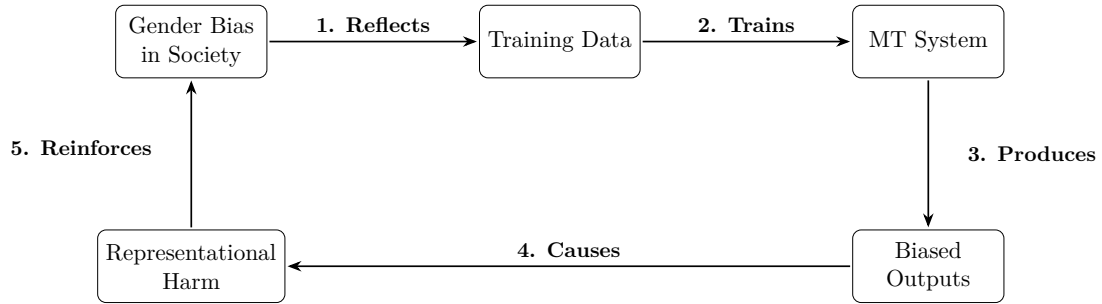 Gender Bias
in Society
1. Reflects
Training Data
2. Trains
MT System
3. Produces
Biased
Outputs
4. Causes
Representational
Harm
5. Reinforces